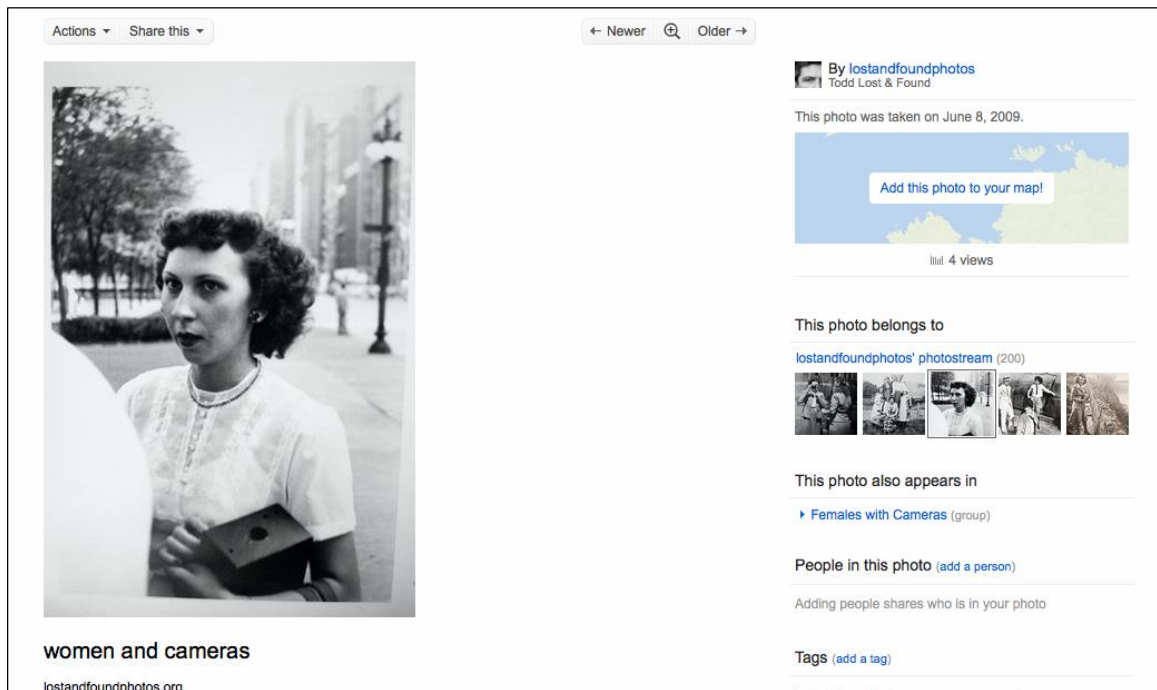 Actions
Share this
← Newer
Older →
By lostandfoundphotos
Todd Lost & Found
This photo was taken on June 8, 2009.
Add this photo to your map!
4 views
This photo belongs to
lostandfoundphotos' photostream (200)
This photo also appears in
Females with Cameras (group)
People in this photo (add a person)
Adding people shares who is in your photo
Tags (add a tag)
women and cameras
lostandfoundphotos.org